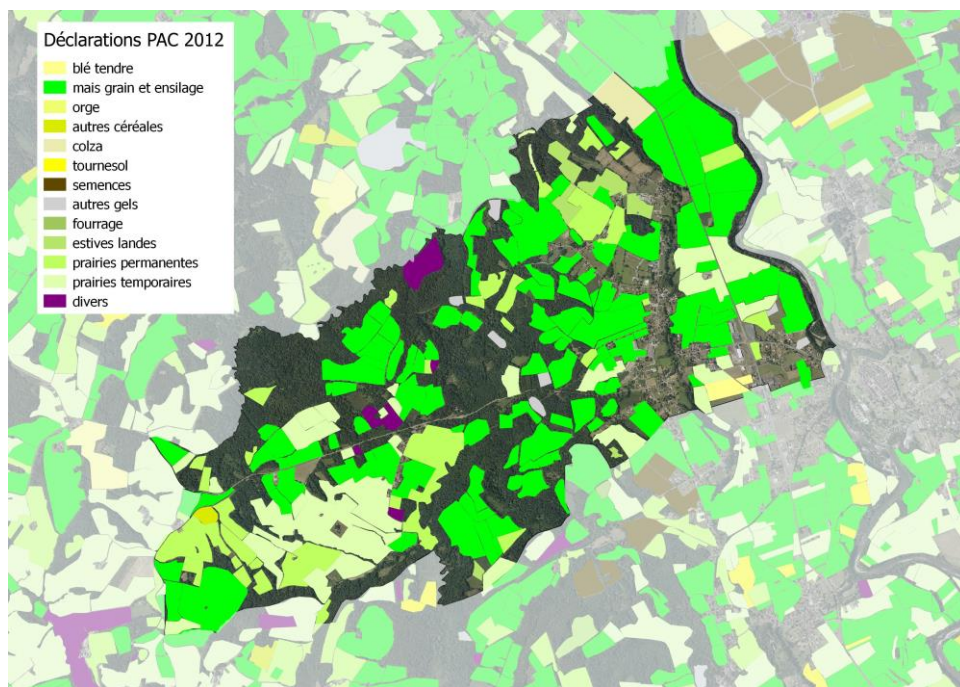 Déclarations PAC 2012
blé tendre
mais grain et ensilage
orge
autres céréales
colza
tournesol
semences
autres gels
fourrage
estives landes
prairies permanentes
prairies temporaires
divers